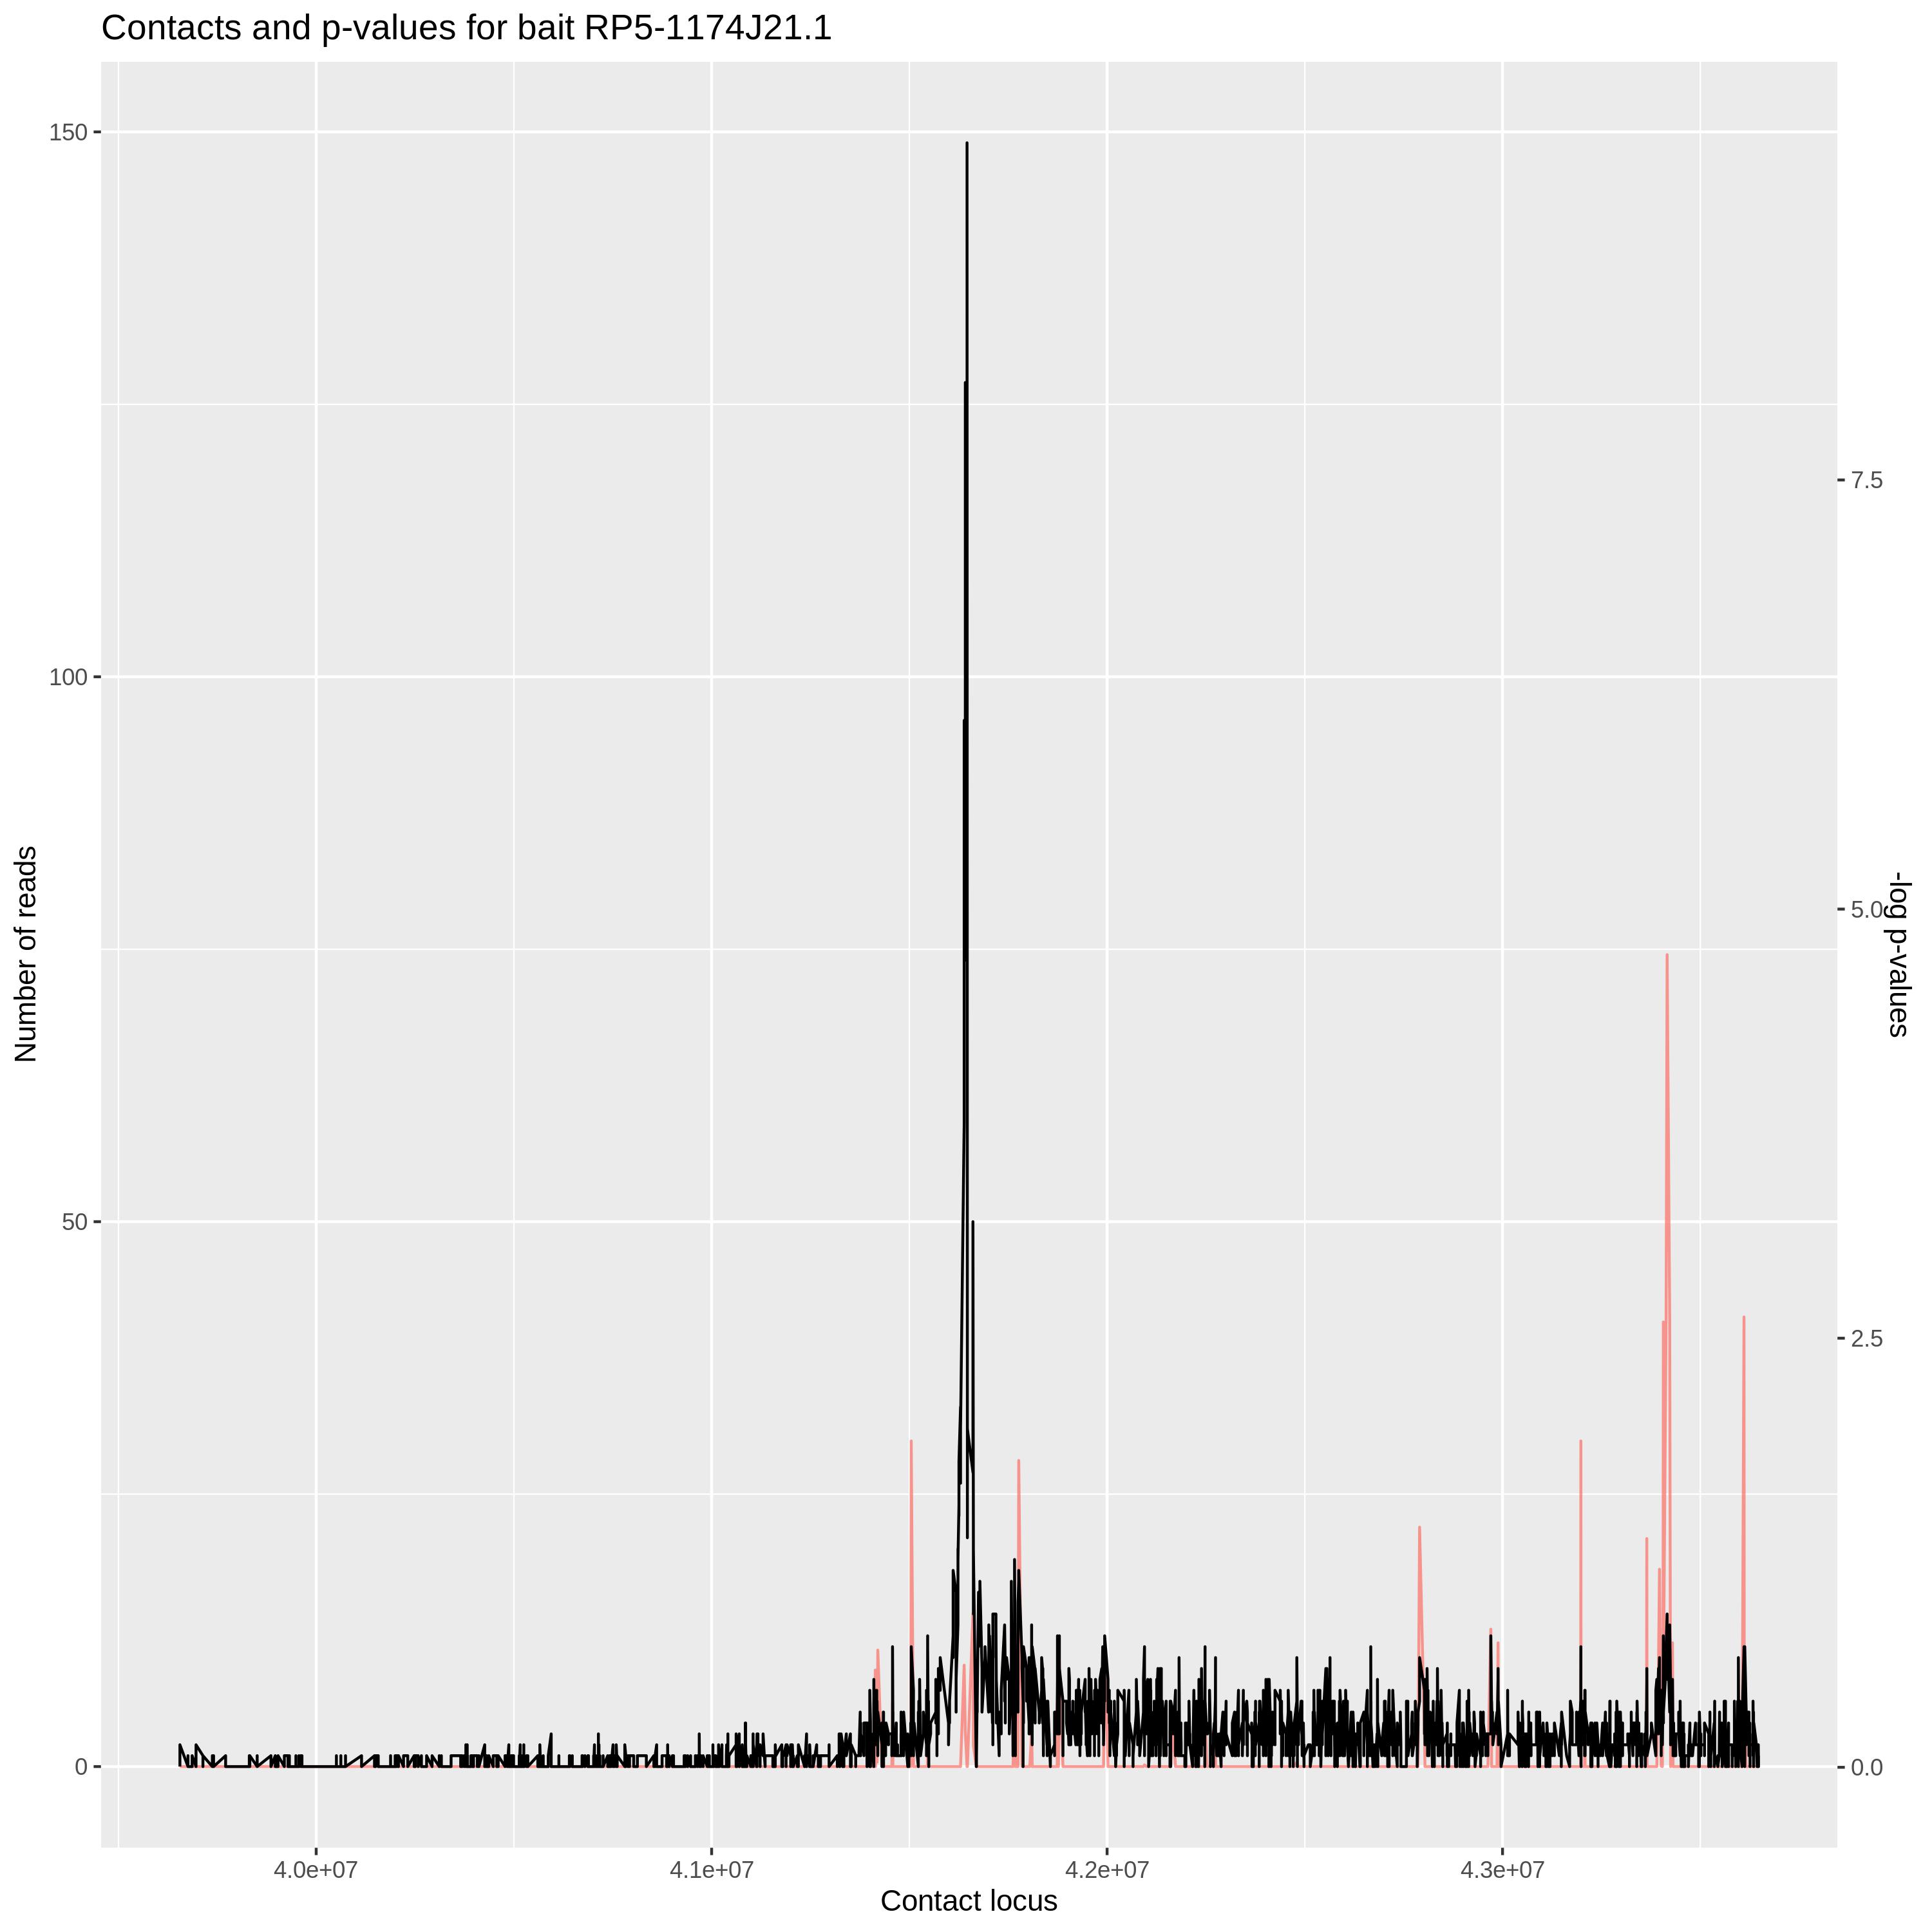 Contacts and p-values for bait RP5-1174J21.1
150
100
50
0
Number of reads
7.5
5.0
2.5
0.0
-log p-values
4.0e+07 4.1e+07 4.2e+07 4.3e+07
Contact locus